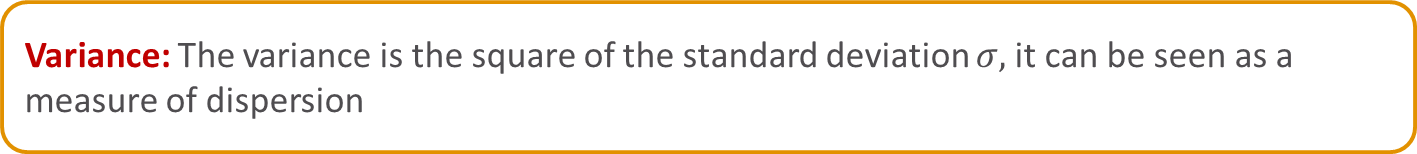 Variance: The variance is the square of the standard deviation 𝜎, it can be seen as a
measure of dispersion